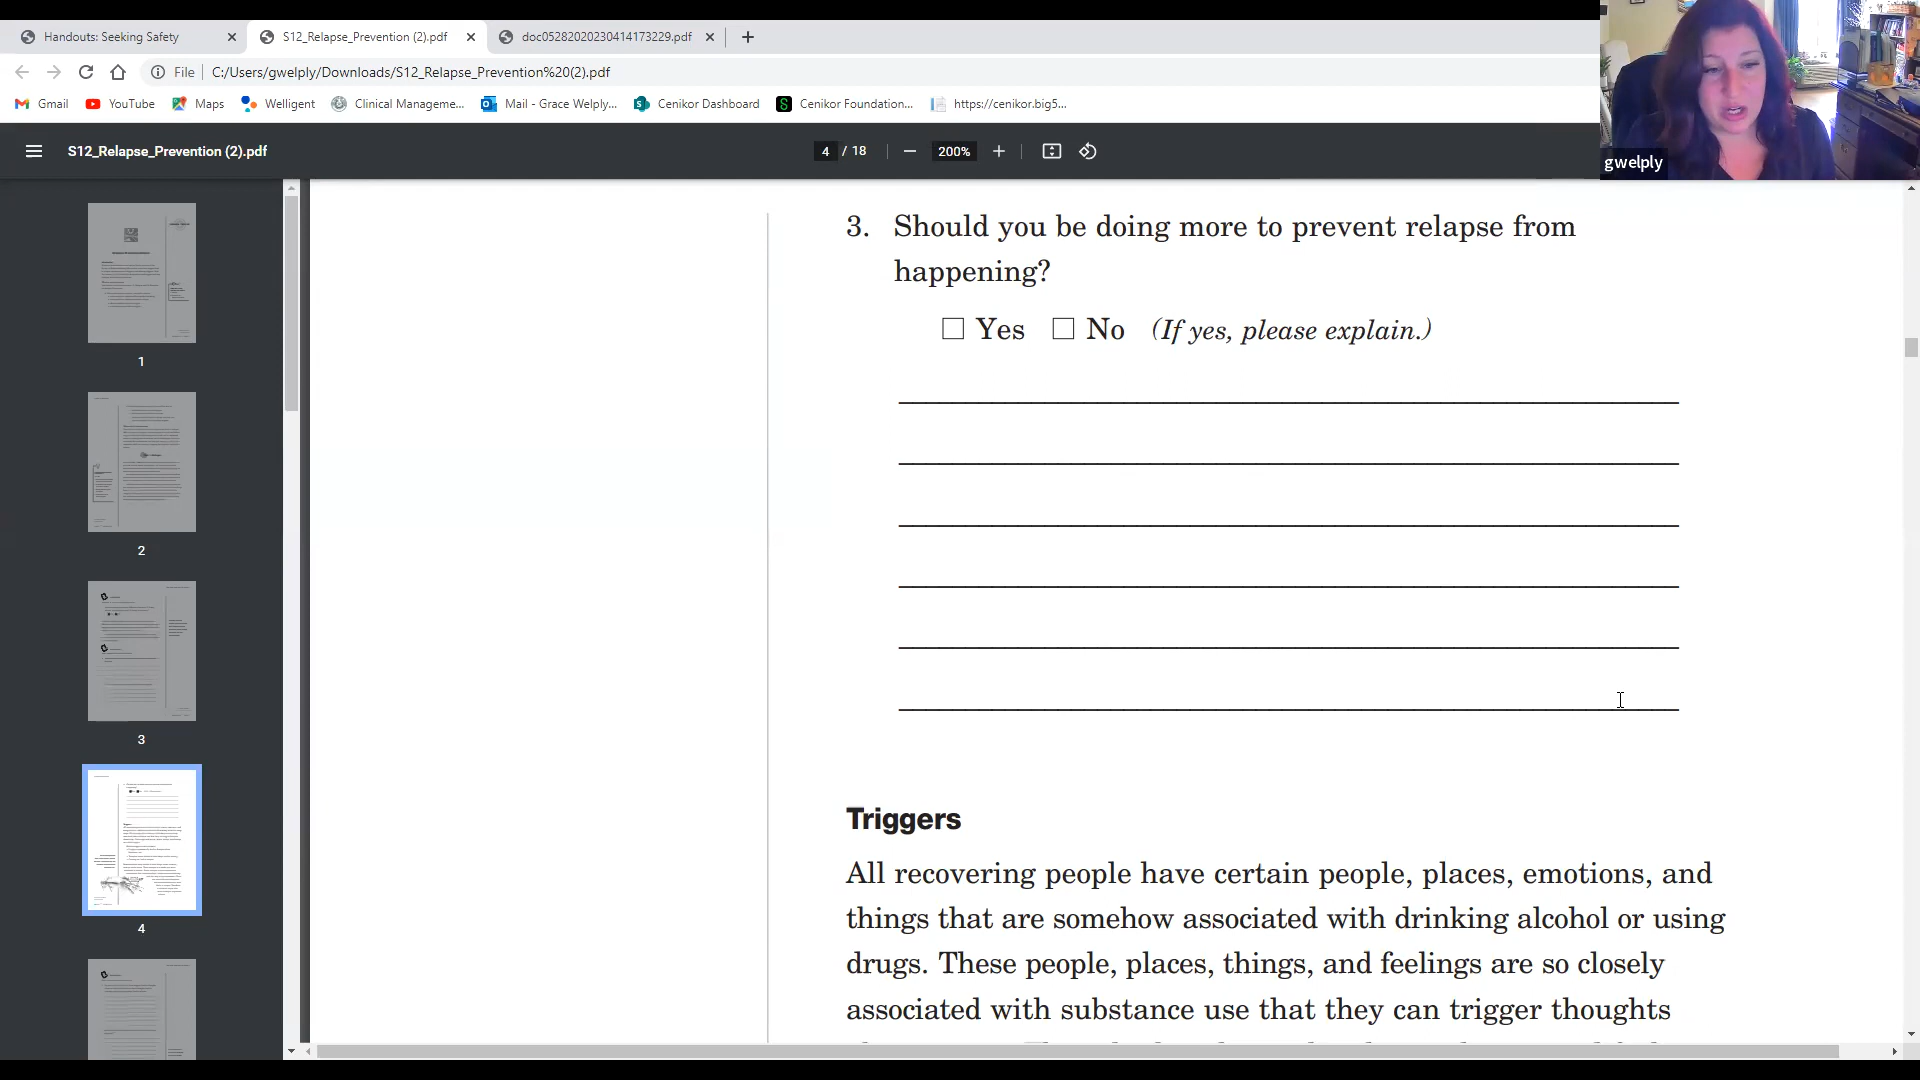 Handouts: Seeking Safety
S12_Relapse_Prevention (2).pdf
doc05282020230414173229.pdf
File
C:/Users/gwelply/Downloads/S12_Relapse_Prevention%20(2).pdf
Gmail
YouTube
Maps
Welligent
Clinical Manageme...
Mail - Grace Welply...
Cenikor Dashboard
Cenikor Foundation...
https://cenikor.big5...
S12_Relapse_Prevention (2).pdf
4 / 18
200%
gwelply
1
2
3
4
3. Should you be doing more to prevent relapse from
happening?
Yes No (If yes, please explain.)
Triggers
All recovering people have certain people, places, emotions, and
things that are somehow associated with drinking alcohol or using
drugs. These people, places, things, and feelings are so closely
associated with substance use that they can trigger thoughts